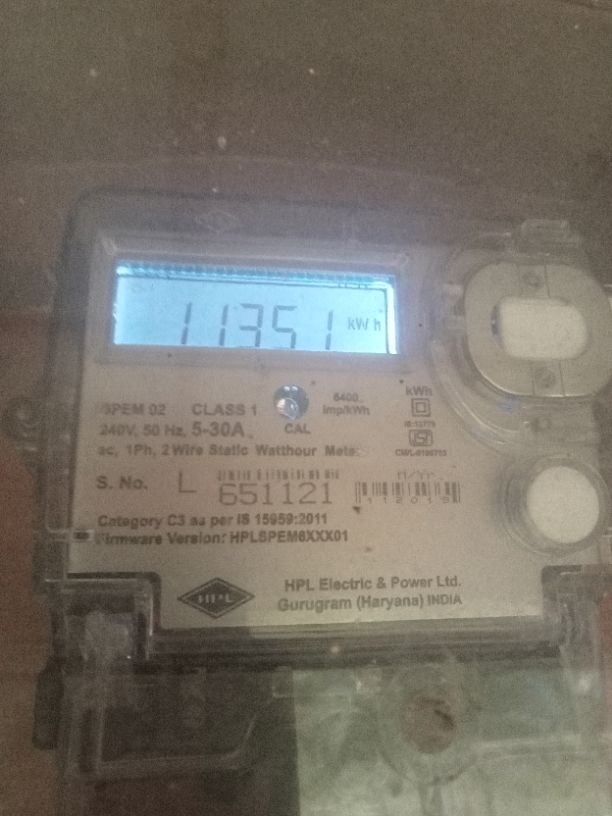 11351 kWh
SPEM 02 CLASS 1 6400 kWh
240V, 50 Hz, 5-30A CAL imp/kWh
ac, 1Ph, 2 Wire Static Watthour Meter
S. No. L 651121 M/Yr.
112019
Category C3 as per IS 15959:2011
Firmware Version: HPLSPEM6XXX01
HPL
HPL Electric & Power Ltd.
Gurugram (Haryana) INDIA